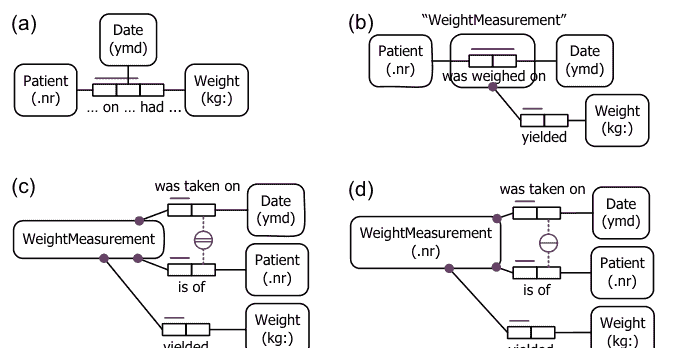 (a)
Date
(ymd)
Patient
(.nr)
Weight
(kg:)
... on ... had ...
(b)
"WeightMeasurement"
Patient
(.nr)
was weighed on
Date
(ymd)
yielded
Weight
(kg:)
(c)
was taken on
Date
(ymd)
WeightMeasurement
is of
Patient
(.nr)
yielded
Weight
(kg:)
(d)
was taken on
Date
(ymd)
WeightMeasurement
(.nr)
is of
Patient
(.nr)
yielded
Weight
(kg:)